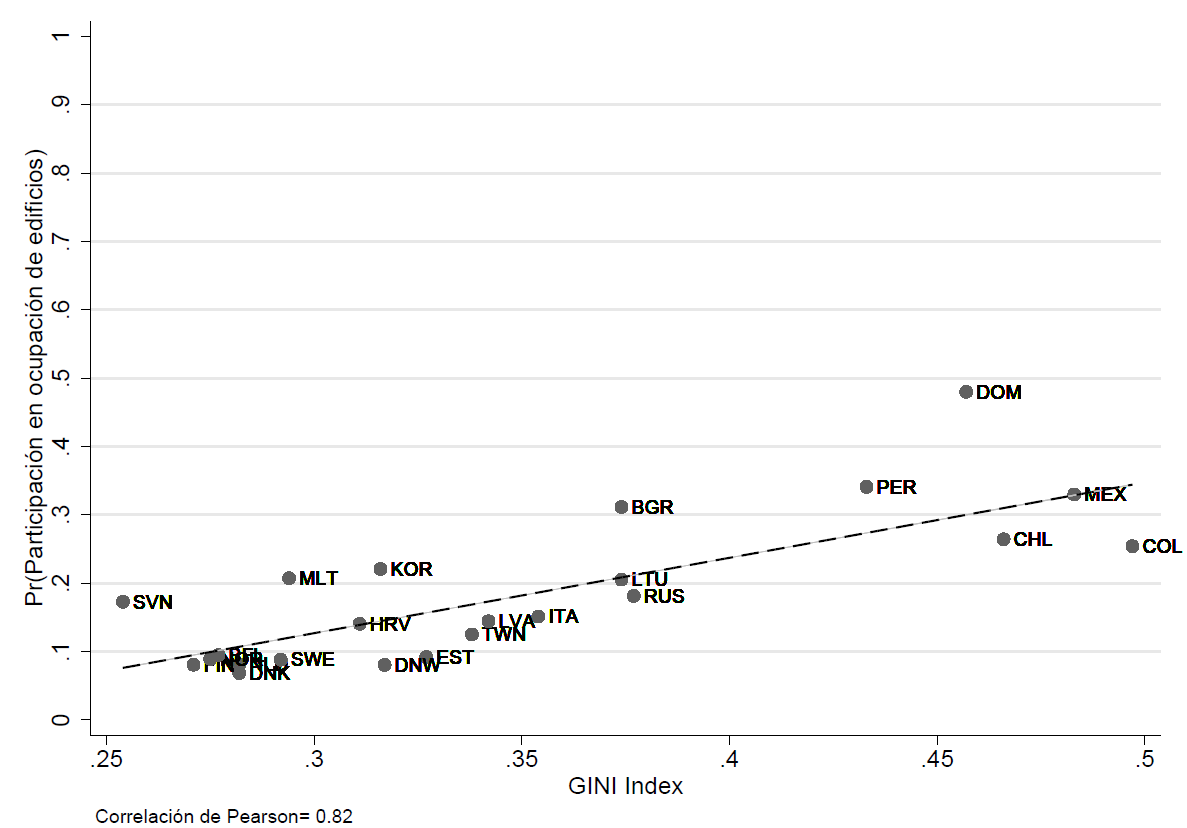 Pr(Participación en ocupación de edificios)
1
.9
.8
.7
.6
.5
.4
.3
.2
.1
0
DOM
PER
MEX
BGR
CHL
COL
KOR
MLT
LTU
RUS
SVN
HRV
LVA
ITA
TWN
SWE
DNW
EST
FIN
DNK
.25
.3
.35
.4
.45
.5
GINI Index
Correlación de Pearson= 0.82